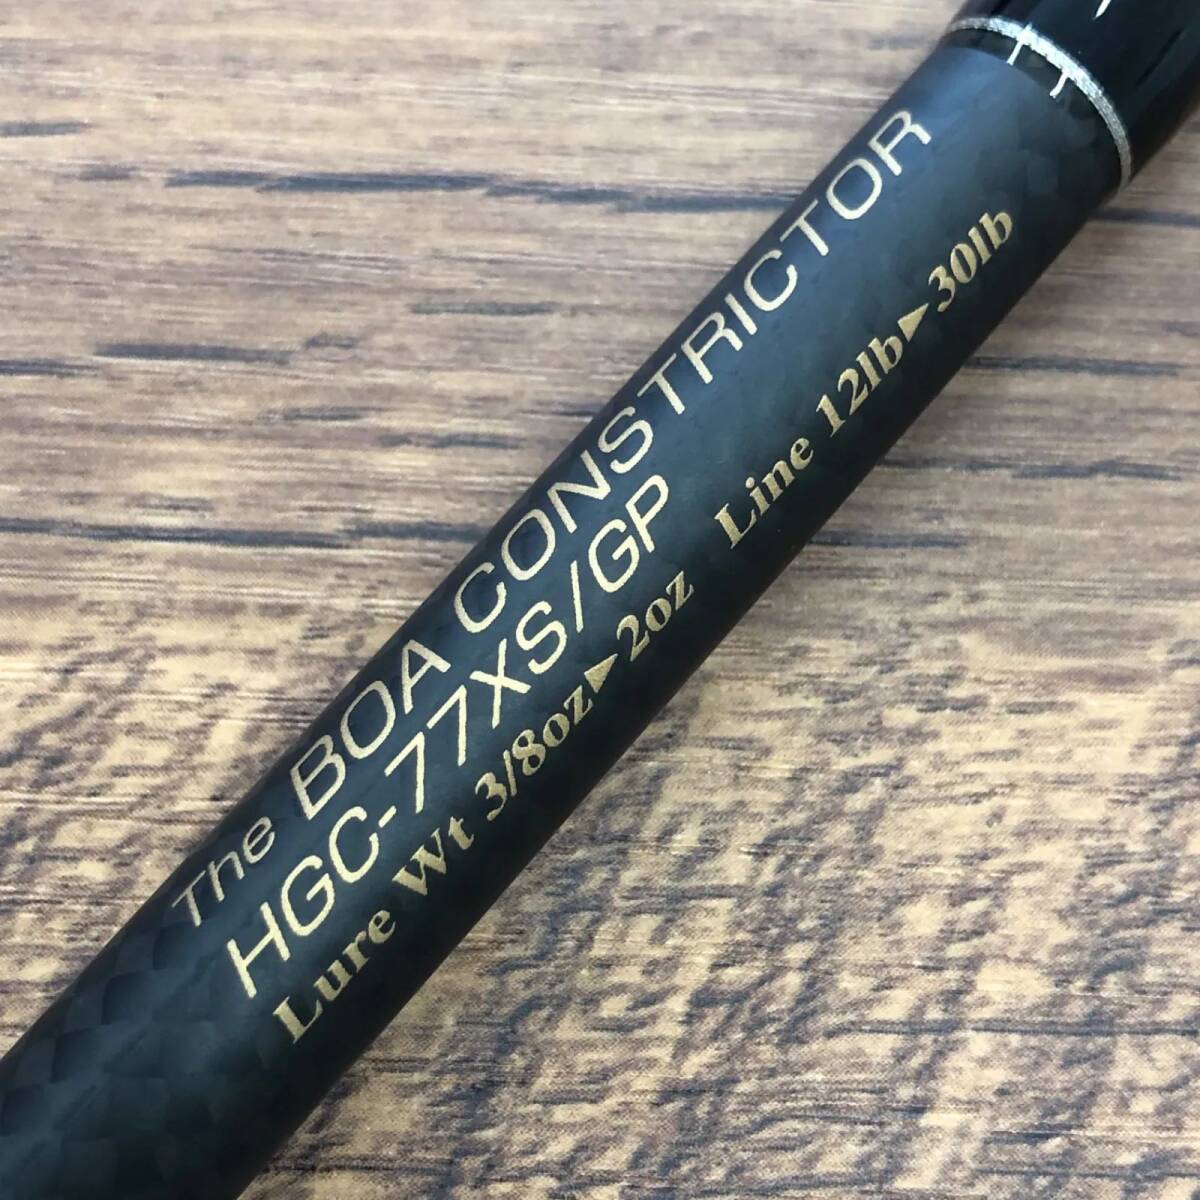 The BOA CONSTRICTOR
HGC-77XS/GP
Lure Wt 3/8oz▶2oz Line 12lb▶30lb